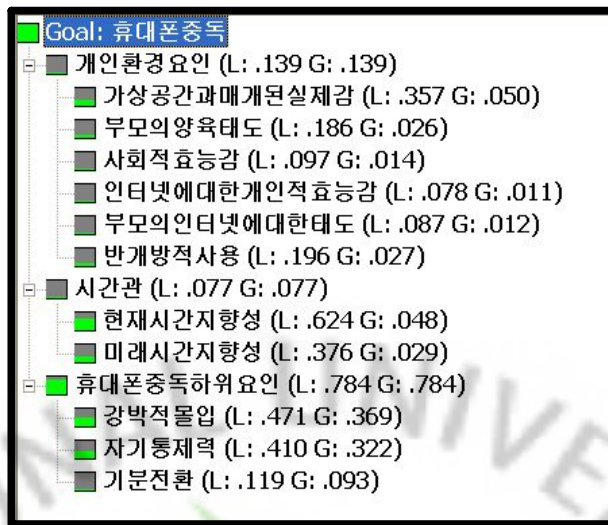 Goal: 휴대폰중독
개인환경요인 (L: .139 G: .139)
가상공간과매개된실제감 (L: .357 G: .050)
부모의양육태도 (L: .186 G: .026)
사회적효능감 (L: .097 G: .014)
인터넷에대한개인적효능감 (L: .078 G: .011)
부모의인터넷에대한태도 (L: .087 G: .012)
반개방적사용 (L: .196 G: .027)
시간관 (L: .077 G: .077)
현재시간지향성 (L: .624 G: .048)
미래시간지향성 (L: .376 G: .029)
휴대폰중독하위요인 (L: .784 G: .784)
강박적몰입 (L: .471 G: .369)
자기통제력 (L: .410 G: .322)
기분전환 (L: .119 G: .093)